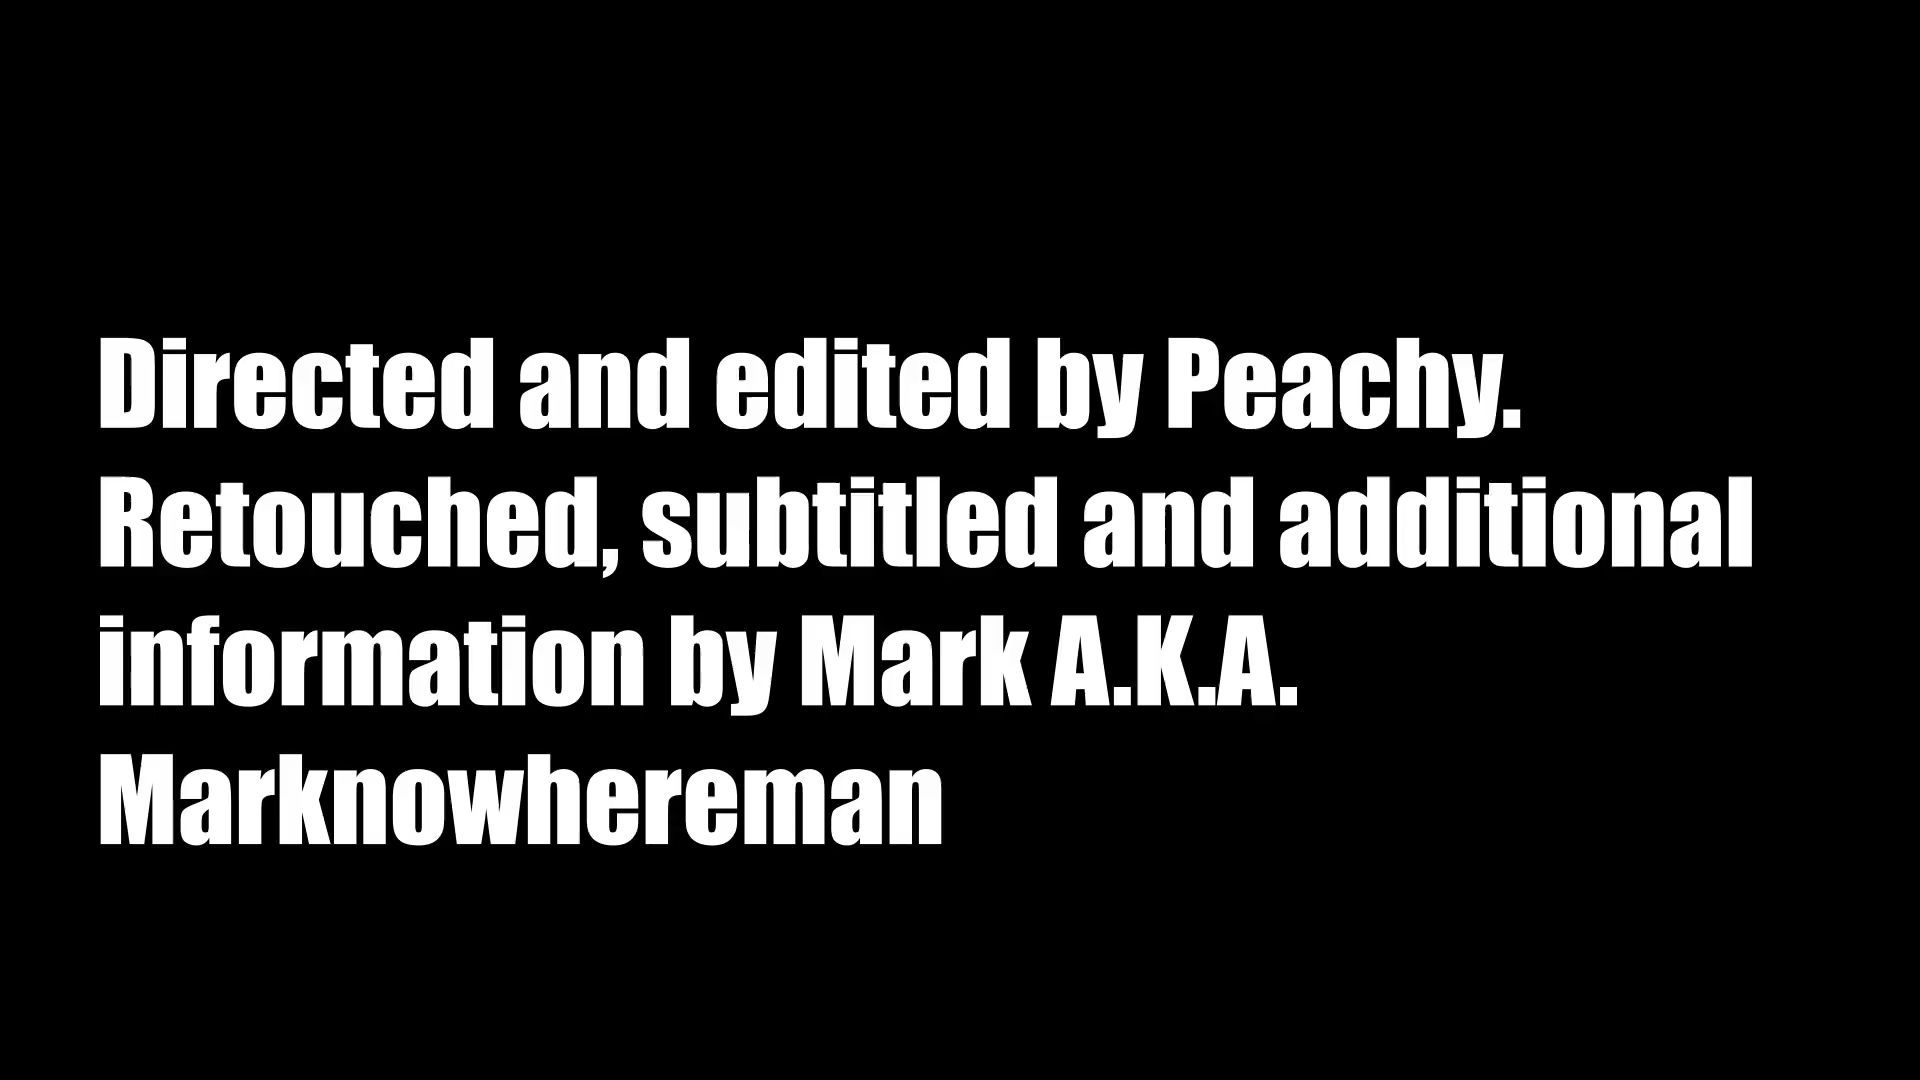 Directed and edited by Peachy.
Retouched, subtitled and additional
information by Mark A.K.A.
Marknowhereman